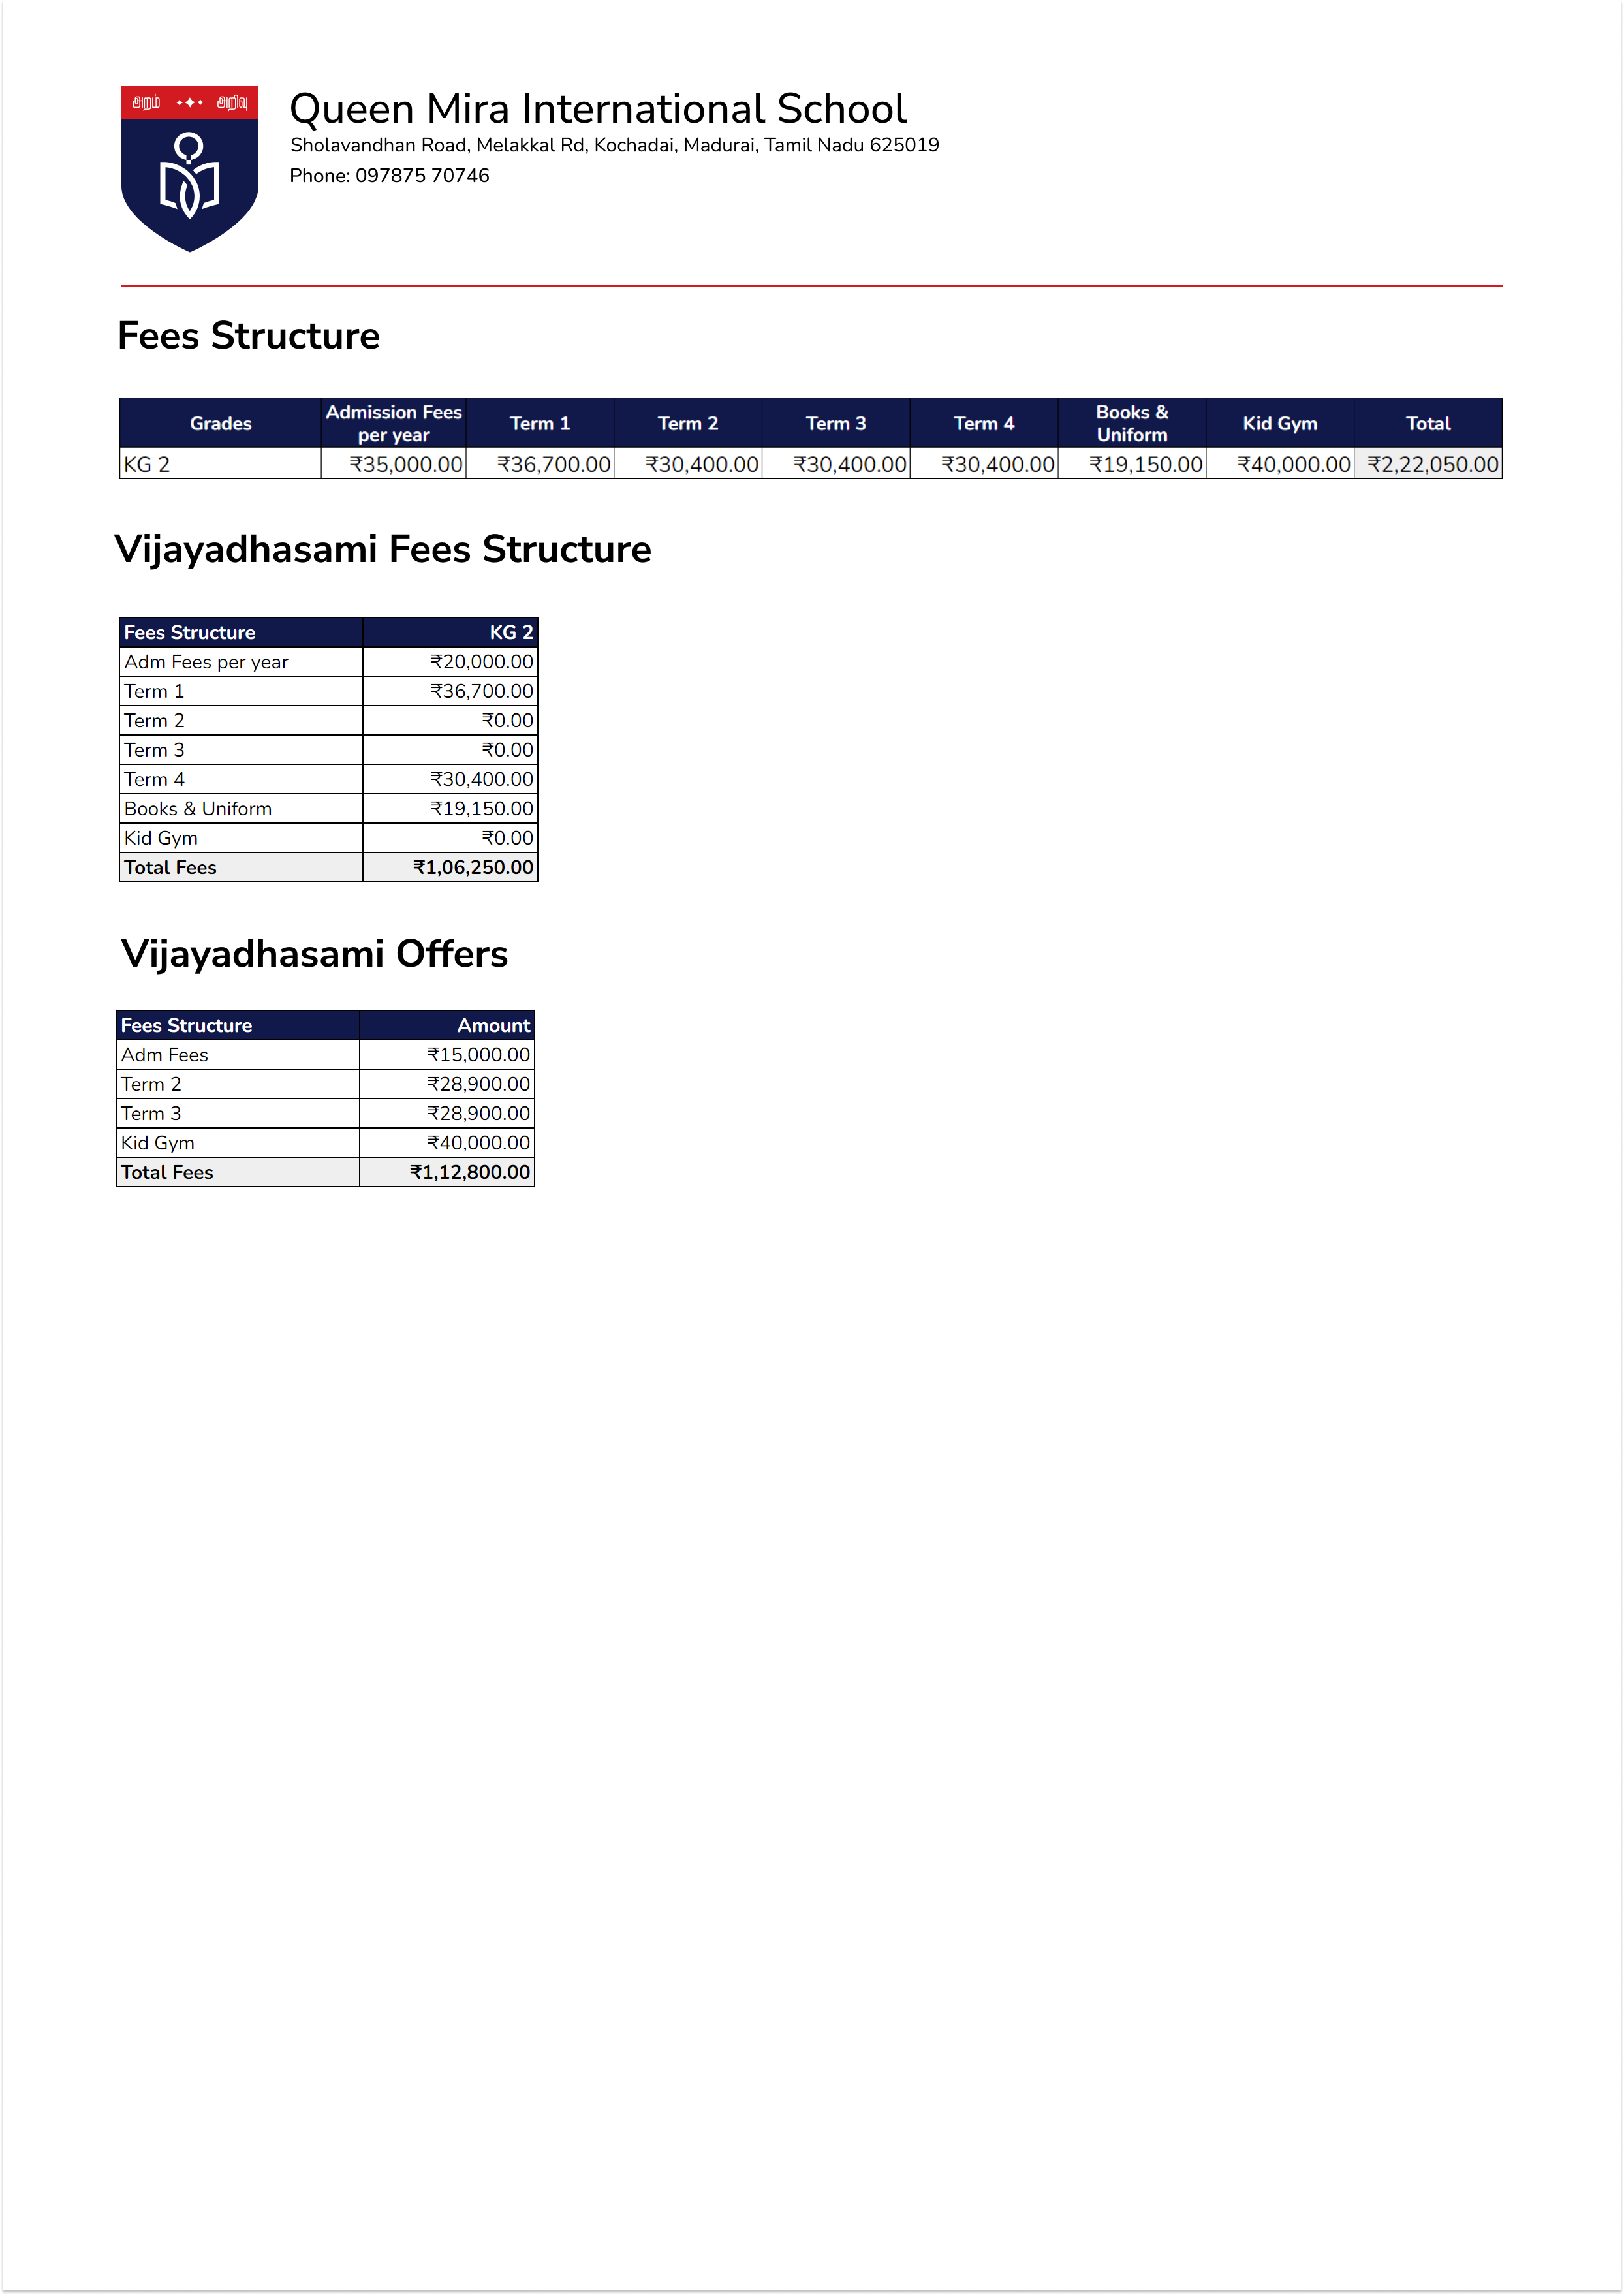 அறம் அறிவு
Queen Mira International School
Sholavandhan Road, Melakkal Rd, Kochadai, Madurai, Tamil Nadu 625019
Phone: 097875 70746
Fees Structure
Grades Admission Fees per year Term 1 Term 2 Term 3 Term 4 Books & Uniform Kid Gym Total
KG 2 ₹35,000.00 ₹36,700.00 ₹30,400.00 ₹30,400.00 ₹30,400.00 ₹19,150.00 ₹40,000.00 ₹2,22,050.00
Vijayadhasami Fees Structure
Fees Structure KG 2
Adm Fees per year ₹20,000.00
Term 1 ₹36,700.00
Term 2 ₹0.00
Term 3 ₹0.00
Term 4 ₹30,400.00
Books & Uniform ₹19,150.00
Kid Gym ₹0.00
Total Fees ₹1,06,250.00
Vijayadhasami Offers
Fees Structure Amount
Adm Fees ₹15,000.00
Term 2 ₹28,900.00
Term 3 ₹28,900.00
Kid Gym ₹40,000.00
Total Fees ₹1,12,800.00